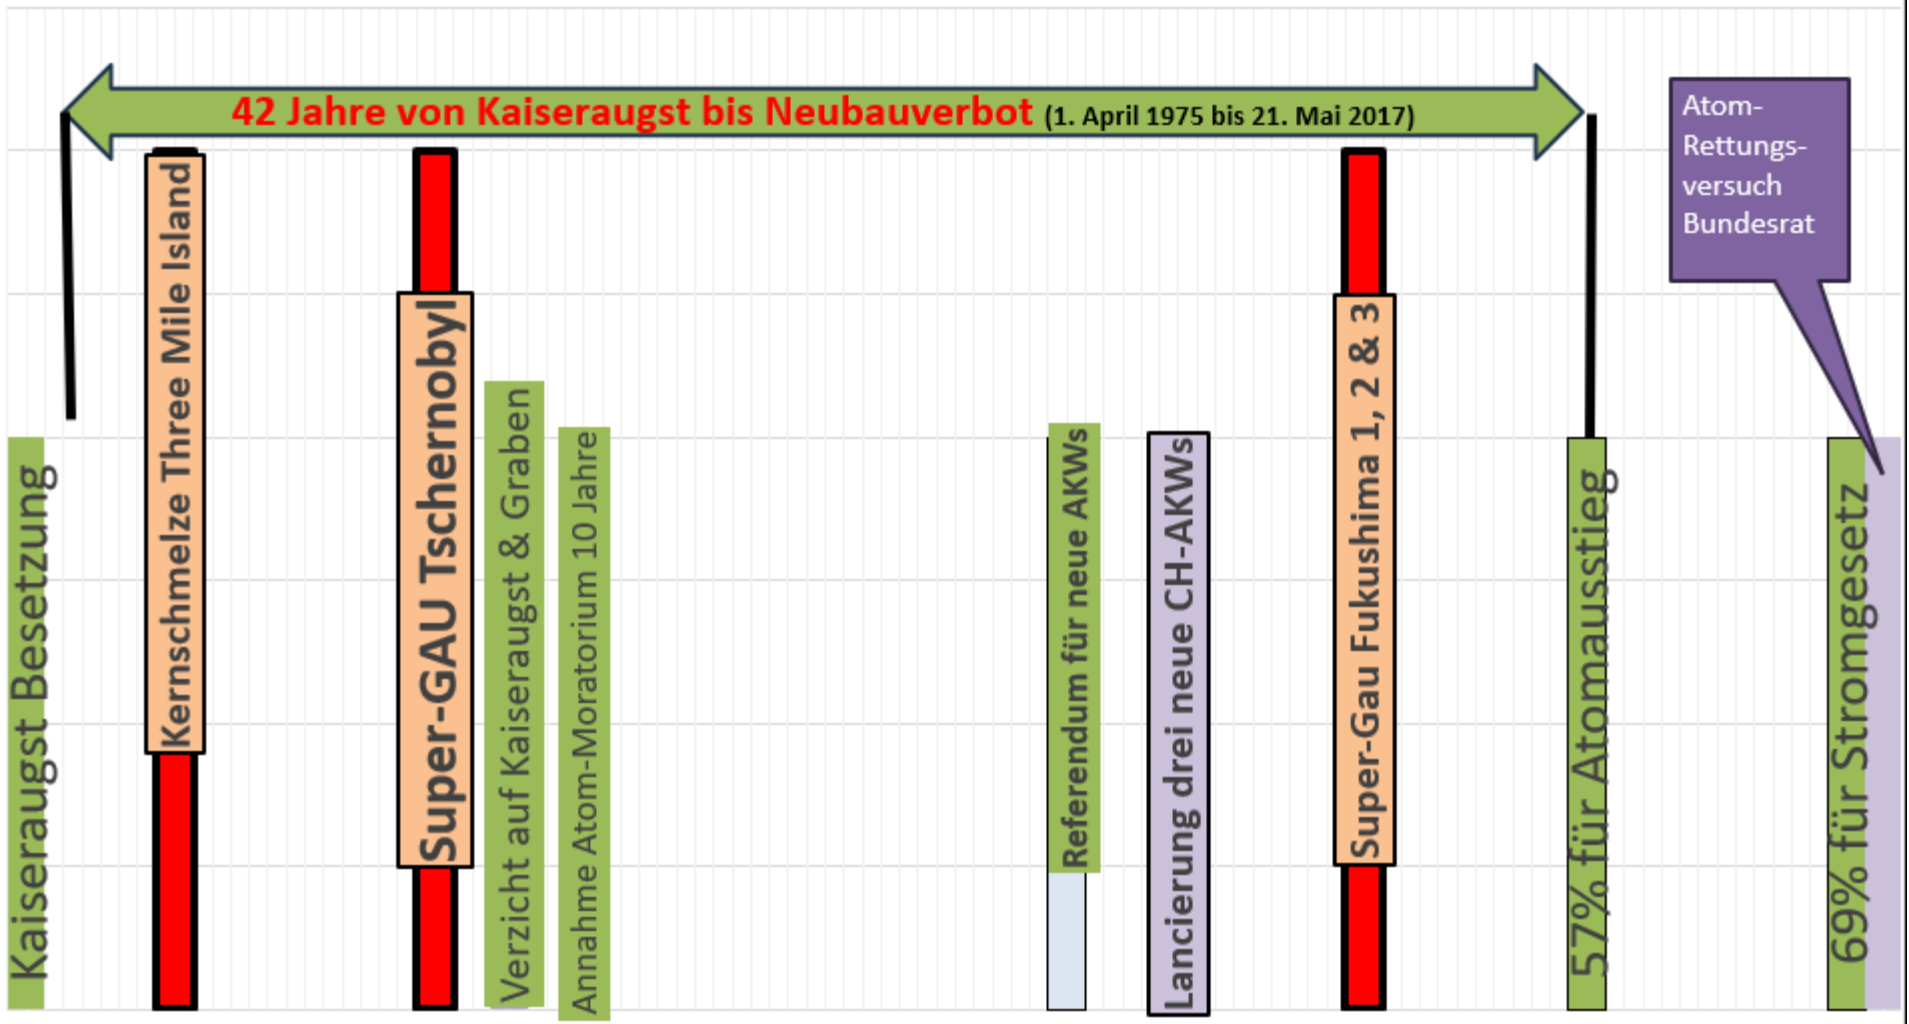 42 Jahre von Kaiseraugst bis Neubauverbot (1. April 1975 bis 21. Mai 2017)
Atom-
Rettungs-
versuch
Bundesrat
Kaiseraugst Besetzung
Kernschmelze Three Mile Island
Super-GAU Tschernobyl
Verzicht auf Kaiseraugst & Graben
Annahme Atom-Moratorium 10 Jahre
Referendum für neue AKWs
Lancierung drei neue CH-AKWs
Super-Gau Fukushima 1, 2 & 3
57% für Atomausstieg
69% für Stromgesetz